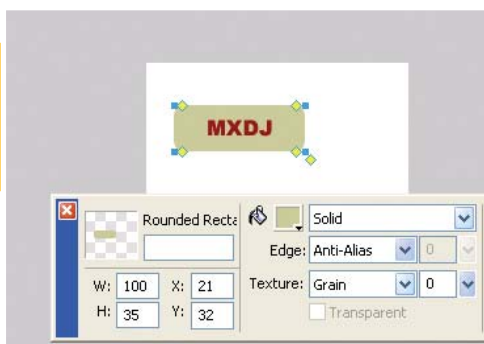 MXDJ
Rounded Recta
Solid
Edge: Anti-Alias 0
W: 100 X: 21 Texture: Grain 0
H: 35 Y: 32 Transparent